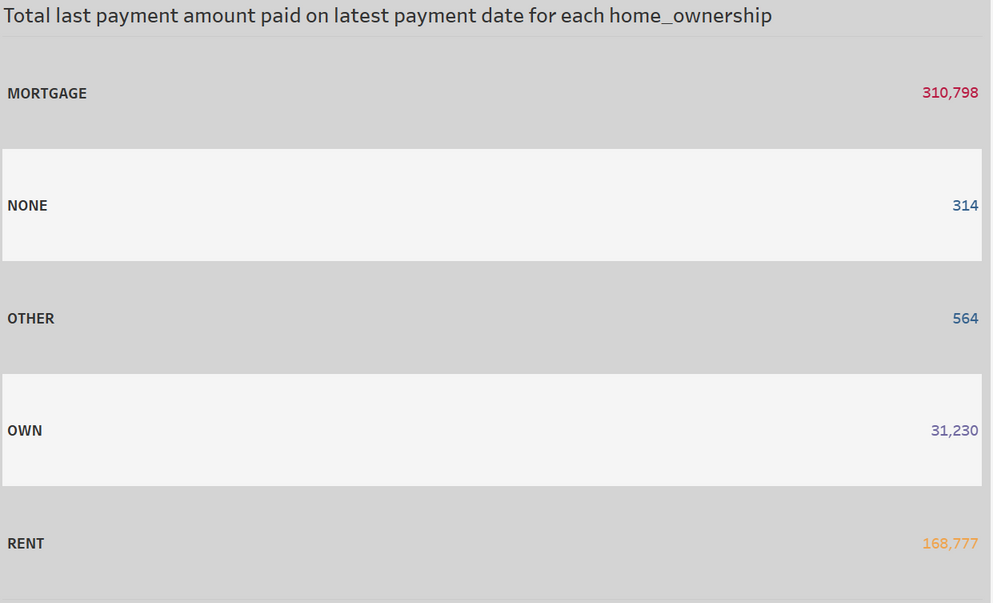 Total last payment amount paid on latest payment date for each home_ownership
MORTGAGE 310,798
NONE 314
OTHER 564
OWN 31,230
RENT 168,777